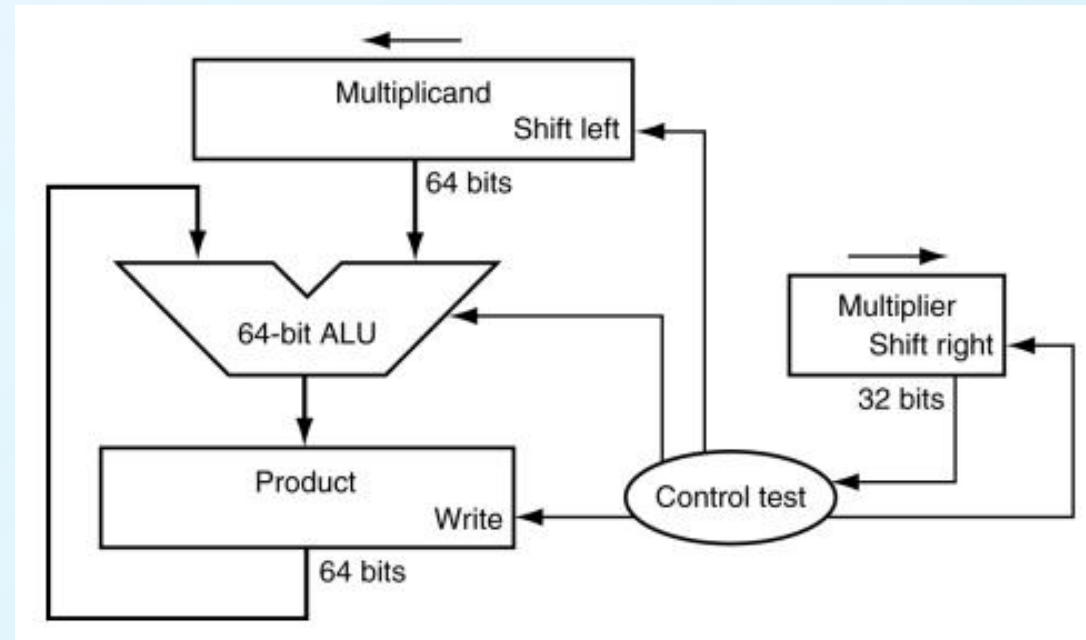 Multiplicand
Shift left
64 bits
64-bit ALU
Multiplier
Shift right
32 bits
Product
Write
Control test
64 bits